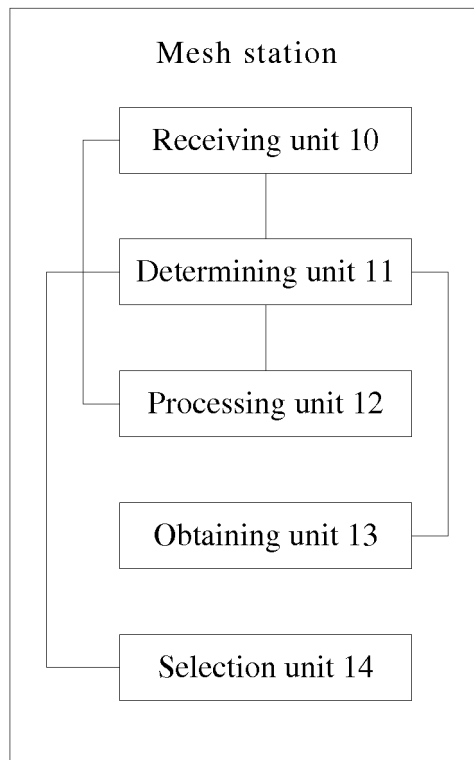 Mesh station
Receiving unit 10
Determining unit 11
Processing unit 12
Obtaining unit 13
Selection unit 14